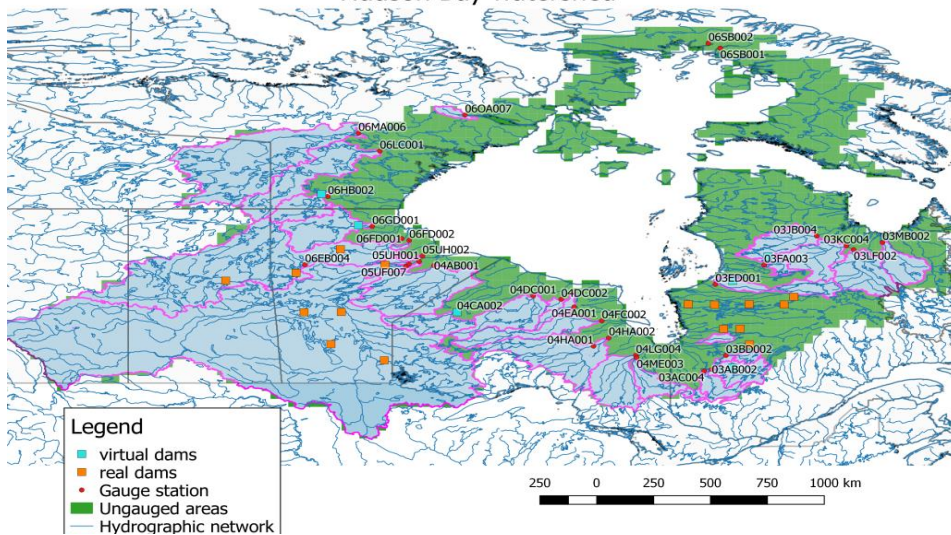 06SB002
06SB001
06OA007
06MA006
06LC001
06HB002
06GD001
06FD001
06FD002
05UH002
05UH001
06EB004
05UF007
04AB001
03JB004
03KC004
03MB002
03LF002
03FA003
03ED001
04DC001
04DC002
04CA002
04EA001
04FC002
04HA002
04HA001
04LG004
04ME003
03BD002
03AC004
03AB002
Legend
virtual dams
real dams
Gauge station
Ungauged areas
Hydrographic network
250 0 250 500 750 1000 km